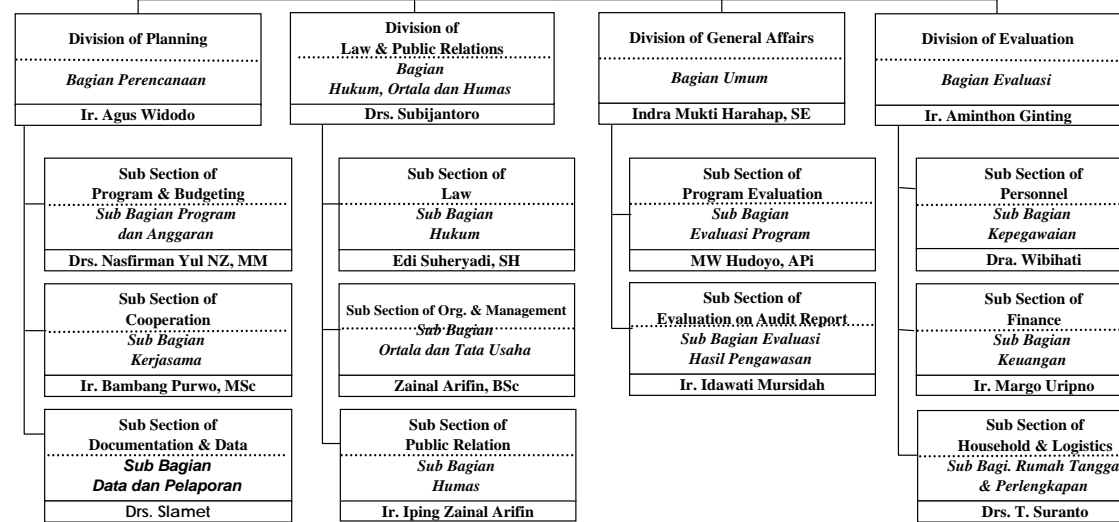 Division of Planning
Bagian Perencanaan
Ir. Agus Widodo
Division of
Law & Public Relations
Bagian
Hukum, Ortala dan Humas
Drs. Subijantoro
Division of General Affairs
Bagian Umum
Indra Mukti Harahap, SE
Division of Evaluation
Bagian Evaluasi
Ir. Aminthon Ginting
Sub Section of
Program & Budgeting
Sub Bagian Program
dan Anggaran
Drs. Nasfirman Yul NZ, MM
Sub Section of
Law
Sub Bagian
Hukum
Edi Suheryadi, SH
Sub Section of
Program Evaluation
Sub Bagian
Evaluasi Program
MW Hudoyo, APi
Sub Section of
Personnel
Sub Bagian
Kepegawaian
Dra. Wibihati
Sub Section of
Cooperation
Sub Bagian
Kerjasama
Ir. Bambang Purwo, MSc
Sub Section of Org. & Management
Sub Bagian
Ortala dan Tata Usaha
Zainal Arifin, BSc
Sub Section of
Evaluation on Audit Report
Sub Bagian Evaluasi
Hasil Pengawasan
Ir. Idawati Mursidah
Sub Section of
Finance
Sub Bagian
Keuangan
Ir. Margo Uripno
Sub Section of
Documentation & Data
Sub Bagian
Data dan Pelaporan
Drs. Slamet
Sub Section of
Public Relation
Sub Bagian
Humas
Ir. Iping Zainal Arifin
Sub Section of
Household & Logistics
Sub Bagi. Rumah Tangga
& Perlengkapan
Drs. T. Suranto